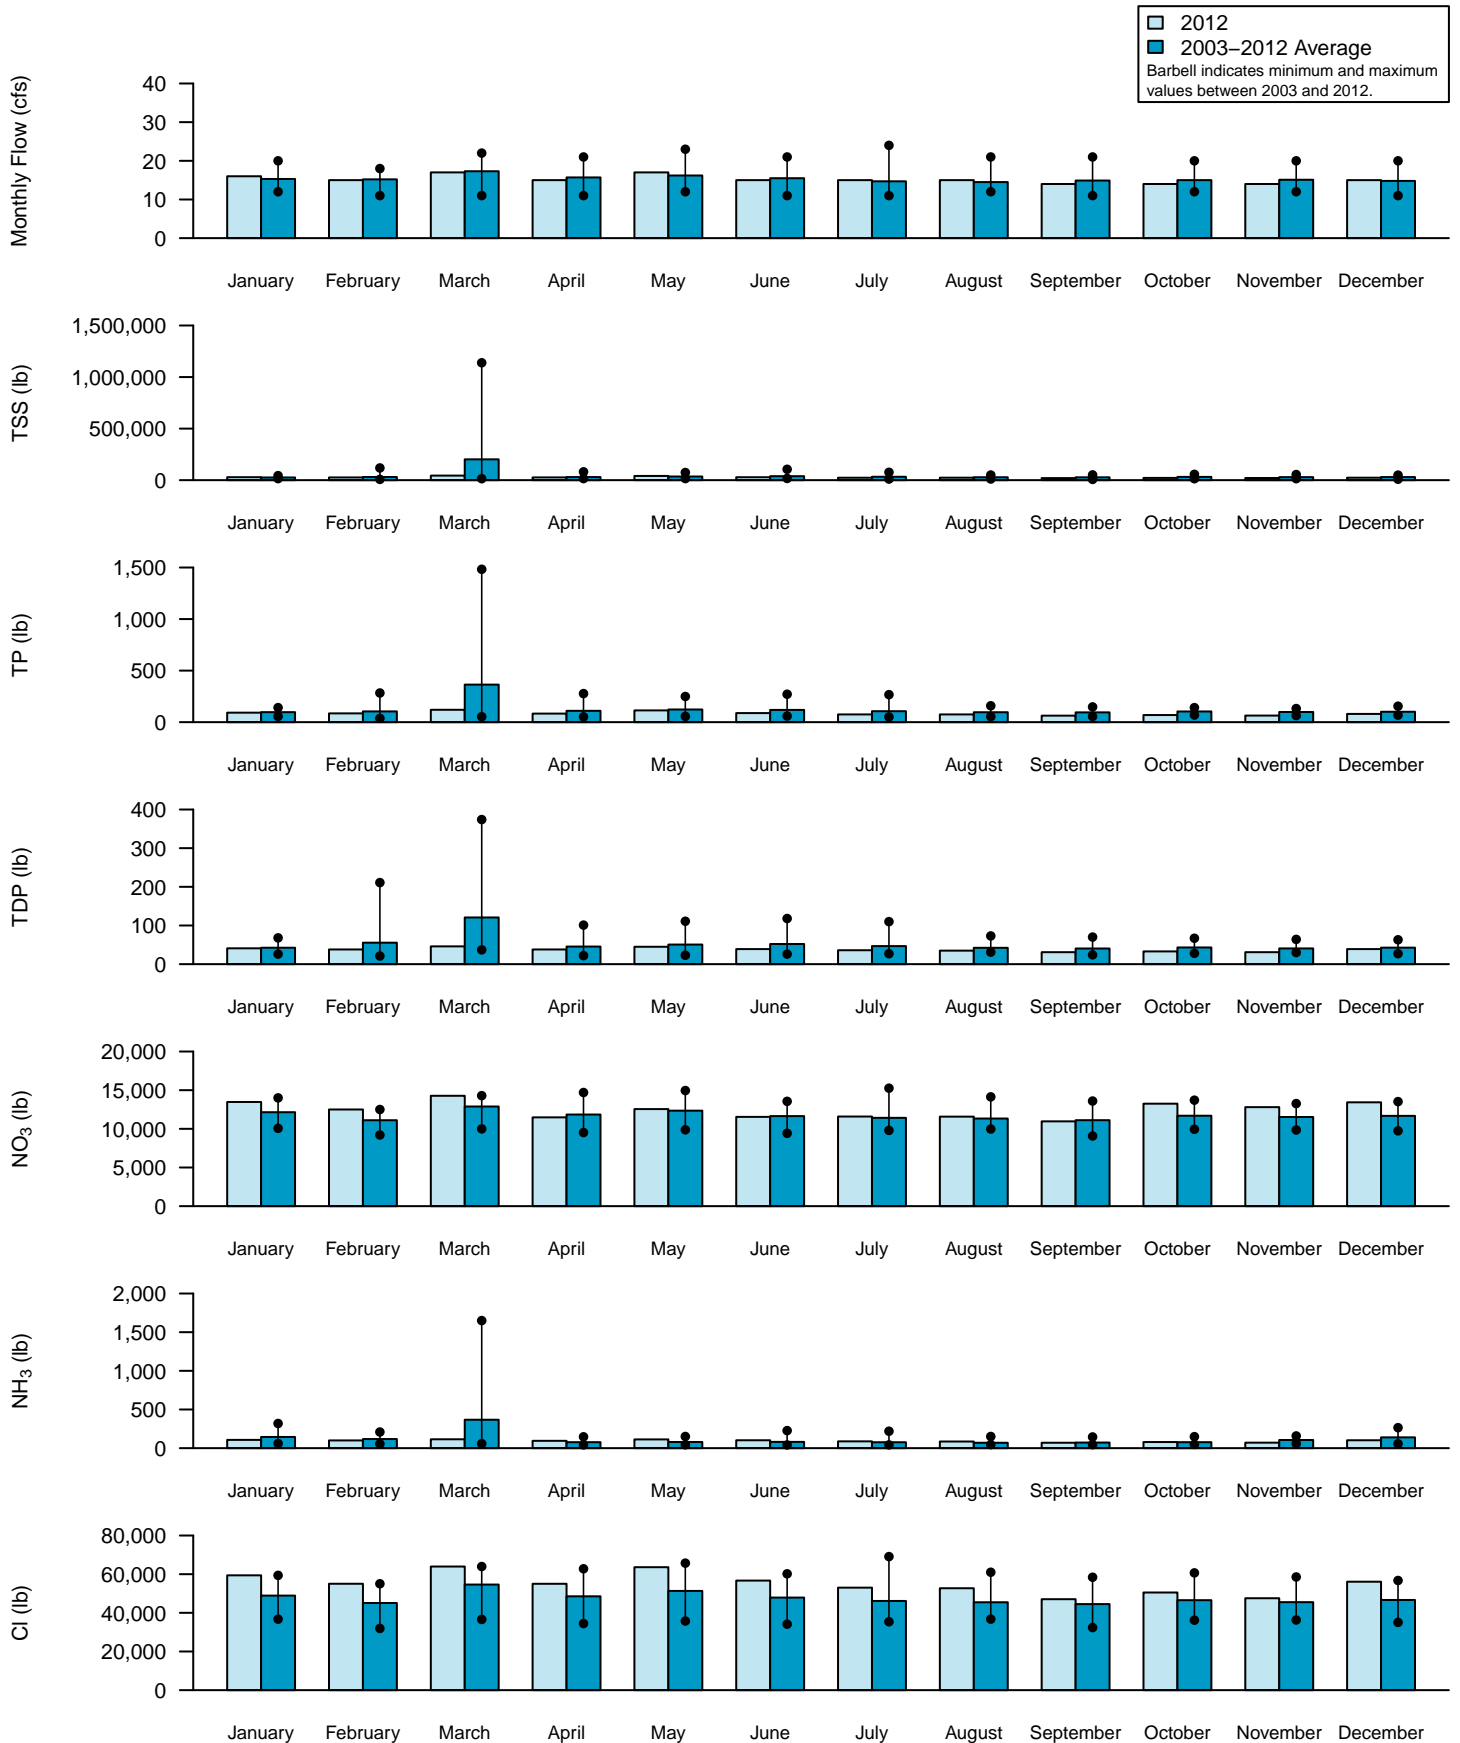 2012
2003–2012 Average
Barbell indicates minimum and maximum
values between 2003 and 2012.
Monthly Flow (cfs)
40
30
20
10
0
January February March April May June July August September October November December
TSS (lb)
1,500,000
1,000,000
500,000
0
January February March April May June July August September October November December
TP (lb)
1,500
1,000
500
0
January February March April May June July August September October November December
TDP (lb)
400
300
200
100
0
January February March April May June July August September October November December
NO₃ (lb)
20,000
15,000
10,000
5,000
0
January February March April May June July August September October November December
NH₃ (lb)
2,000
1,500
1,000
500
0
January February March April May June July August September October November December
Cl (lb)
80,000
60,000
40,000
20,000
0
January February March April May June July August September October November December